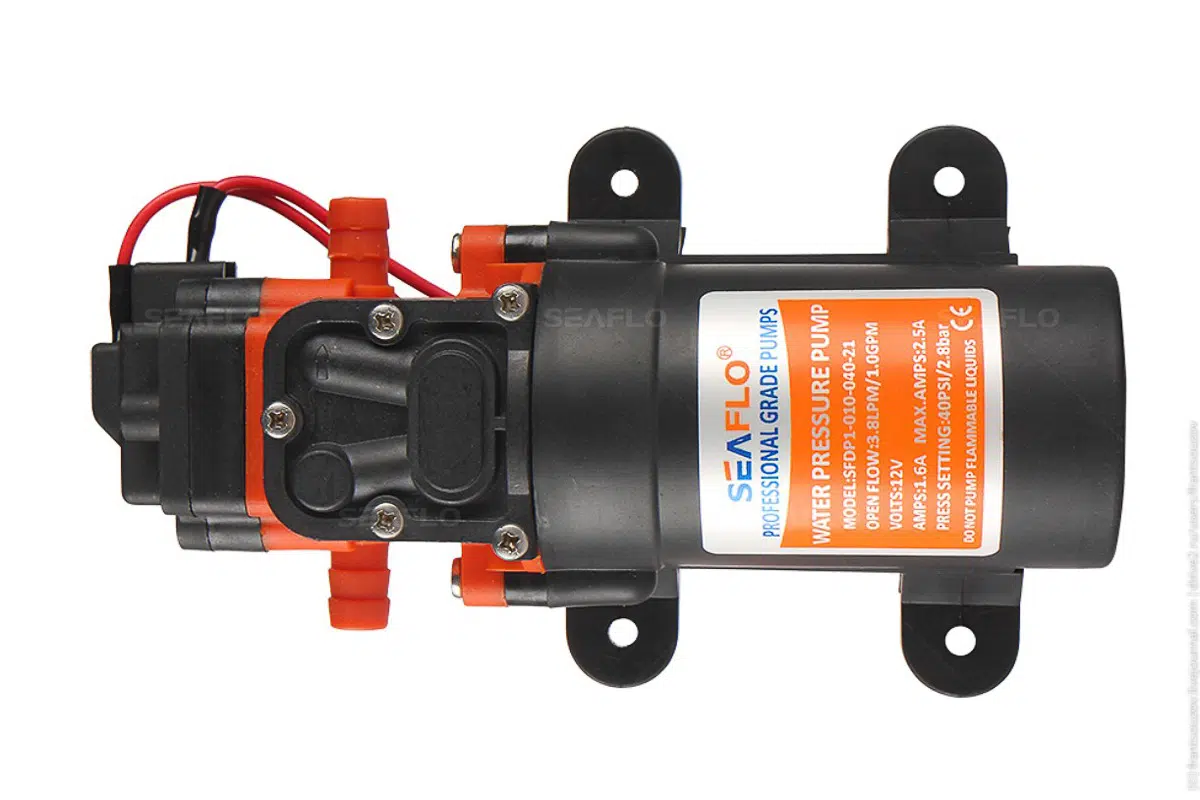 SEAFLO®
PROFESSIONAL GRADE PUMPS
WATER PRESSURE PUMP
MODEL:SFDP1-010-040-21
OPEN FLOW:3.8LPM/1.0GPM
VOLTS:12V
AMPS:1.6A MAX.AMPS:2.5A
PRESS SETTING:40PSI/2.8bar
DO NOT PUMP FLAMMABLE LIQUIDS
CE
SEAFLO
SEAFLO
SEAFLO
SEAFLO